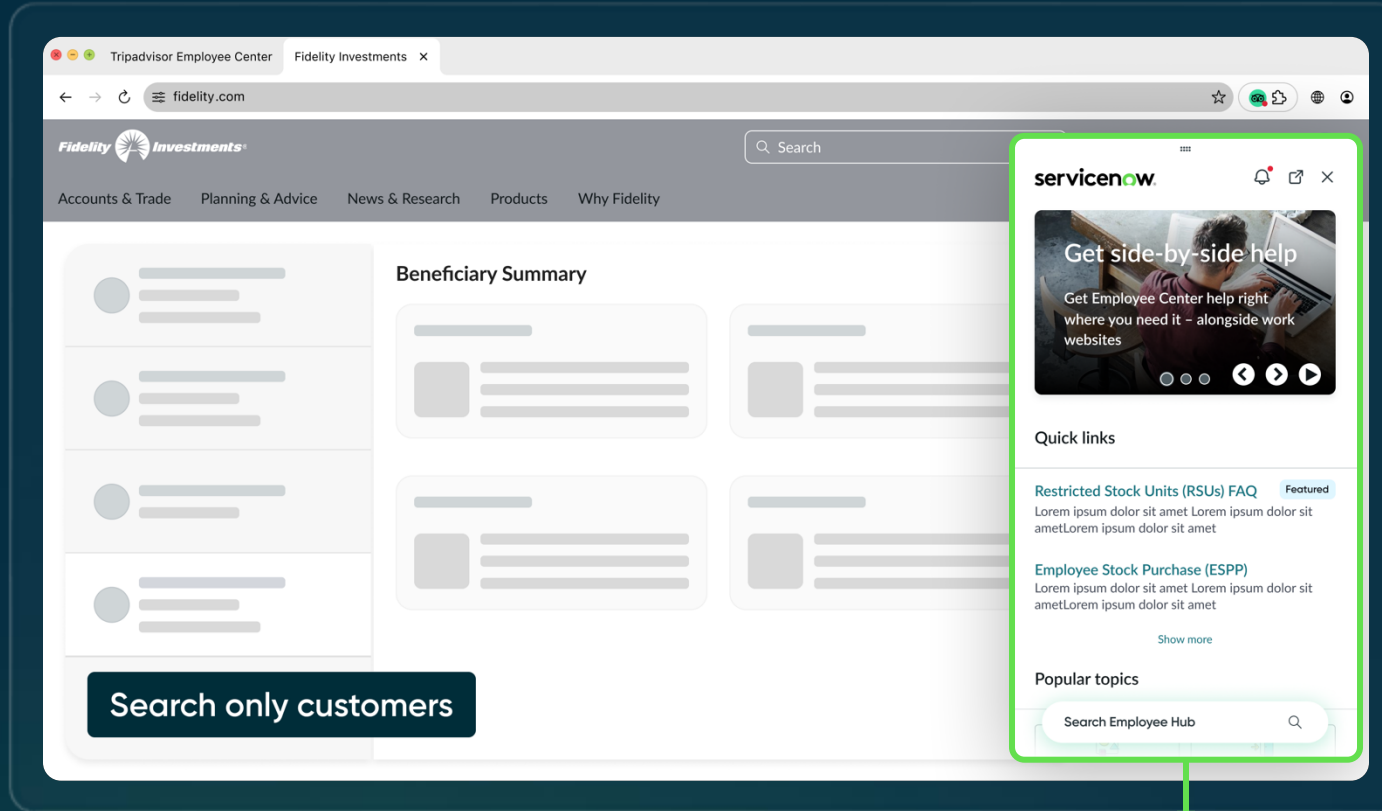 Tripadvisor Employee Center
Fidelity Investments
fidelity.com
Fidelity Investments®
Search
Accounts & Trade
Planning & Advice
News & Research
Products
Why Fidelity
Beneficiary Summary
Search only customers
servicenow
Get side-by-side help
Get Employee Center help right
where you need it – alongside work
websites
Quick links
Restricted Stock Units (RSUs) FAQ
Featured
Lorem ipsum dolor sit amet Lorem ipsum dolor sit
ametLorem ipsum dolor sit amet
Employee Stock Purchase (ESPP)
Lorem ipsum dolor sit amet Lorem ipsum dolor sit
ametLorem ipsum dolor sit amet
Show more
Popular topics
Search Employee Hub